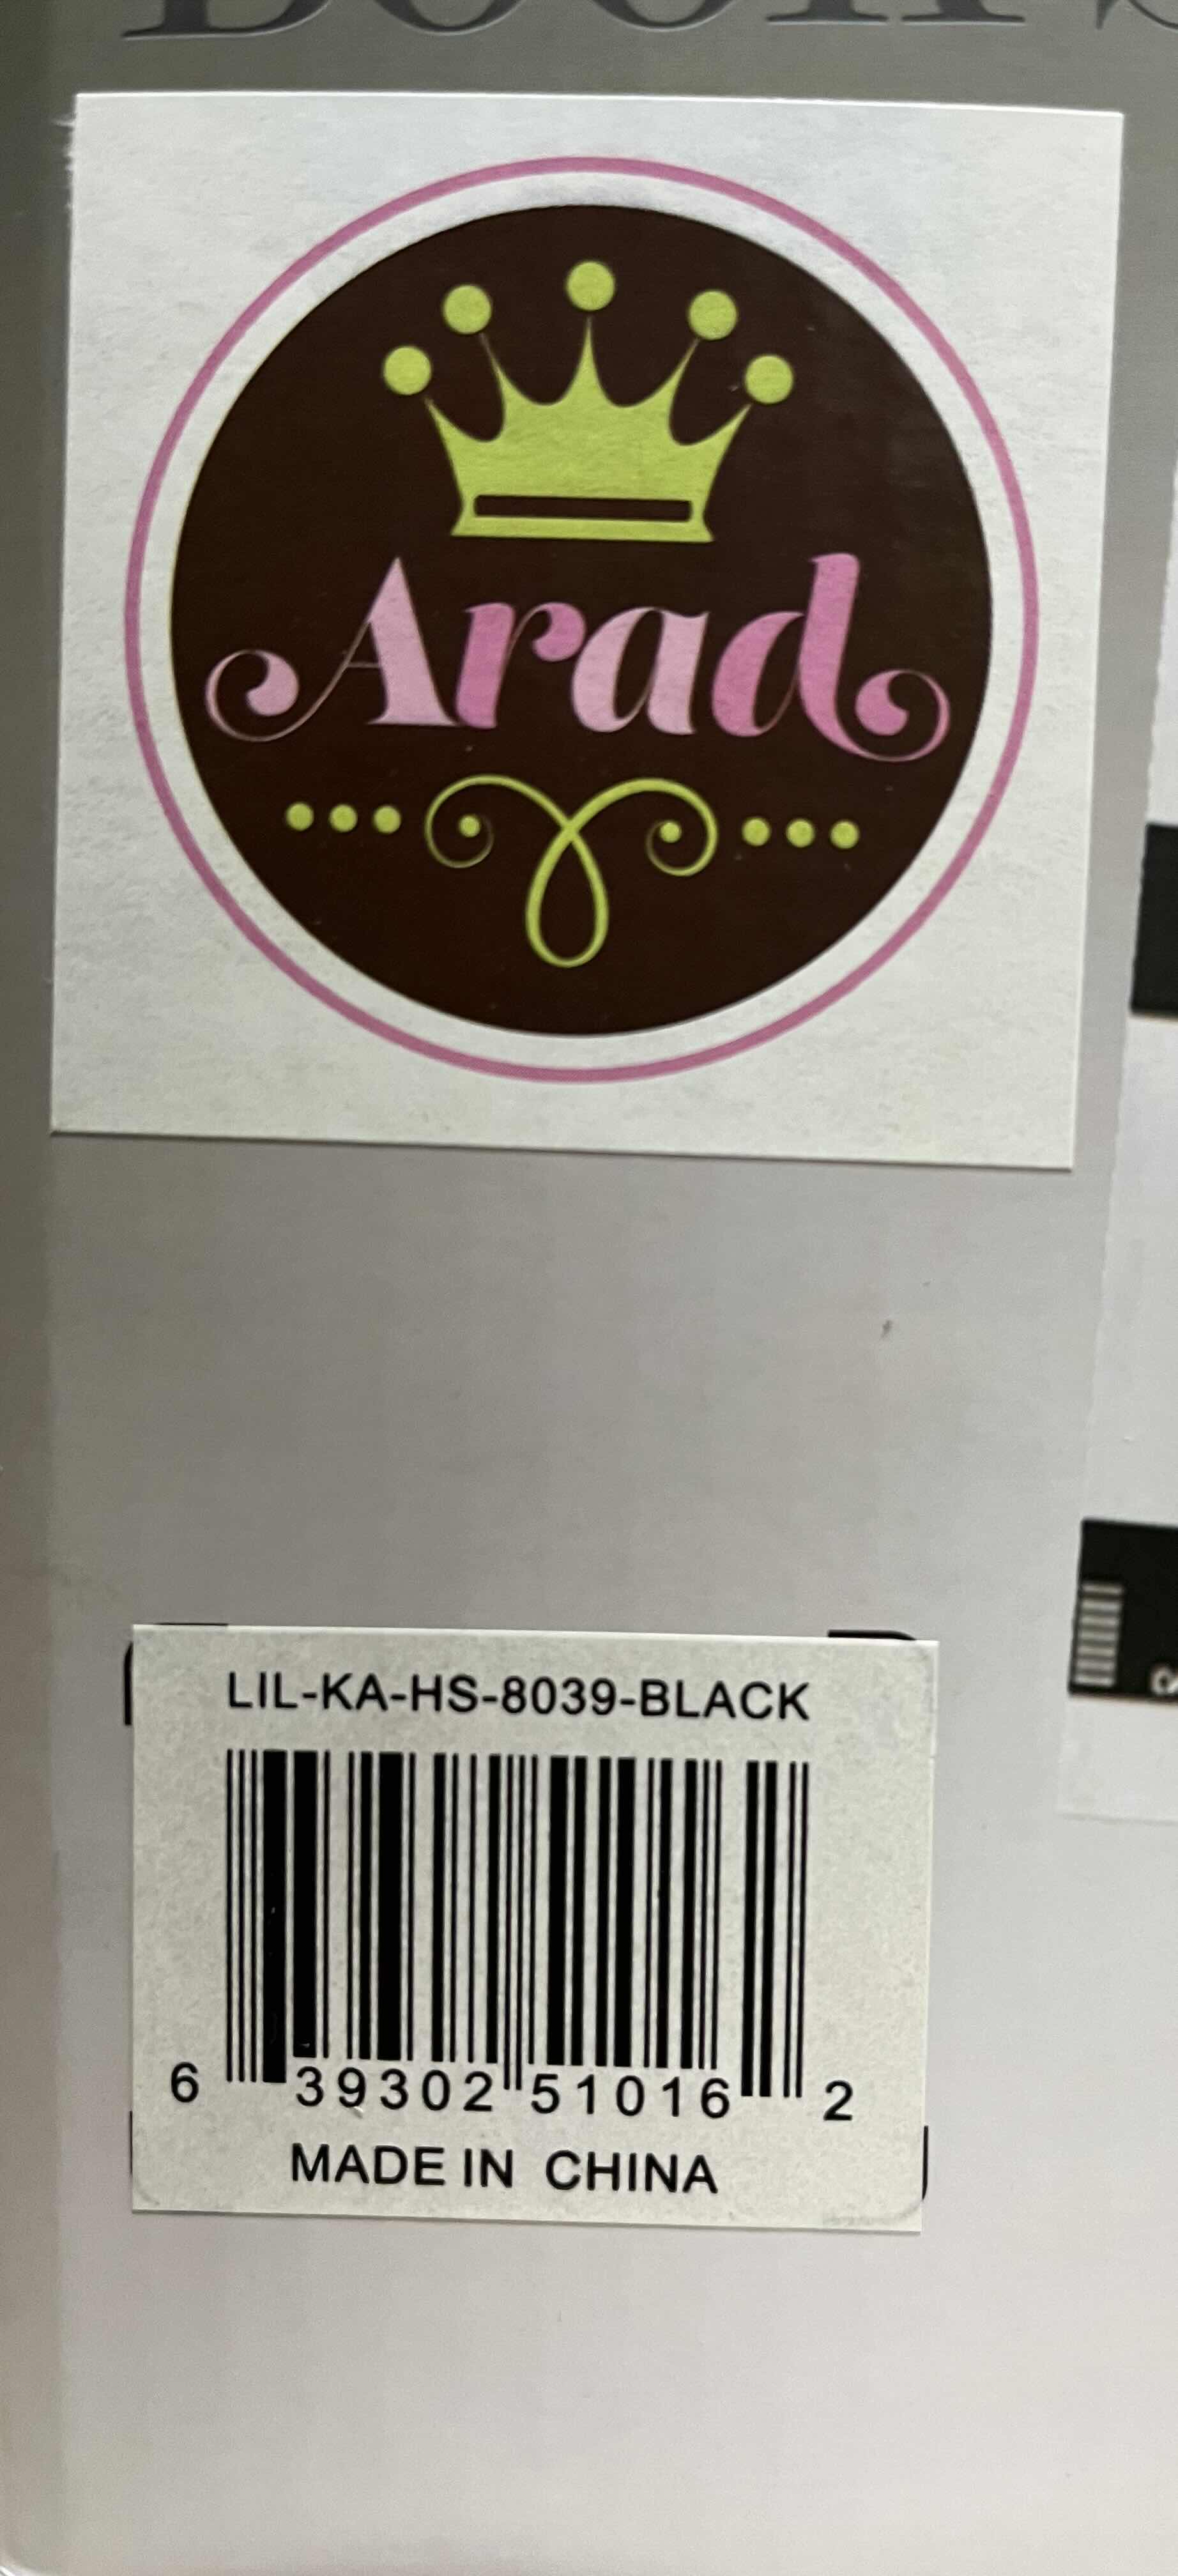 Arad
LIL-KA-HS-8039-BLACK
6 39302 51016 2
MADE IN CHINA